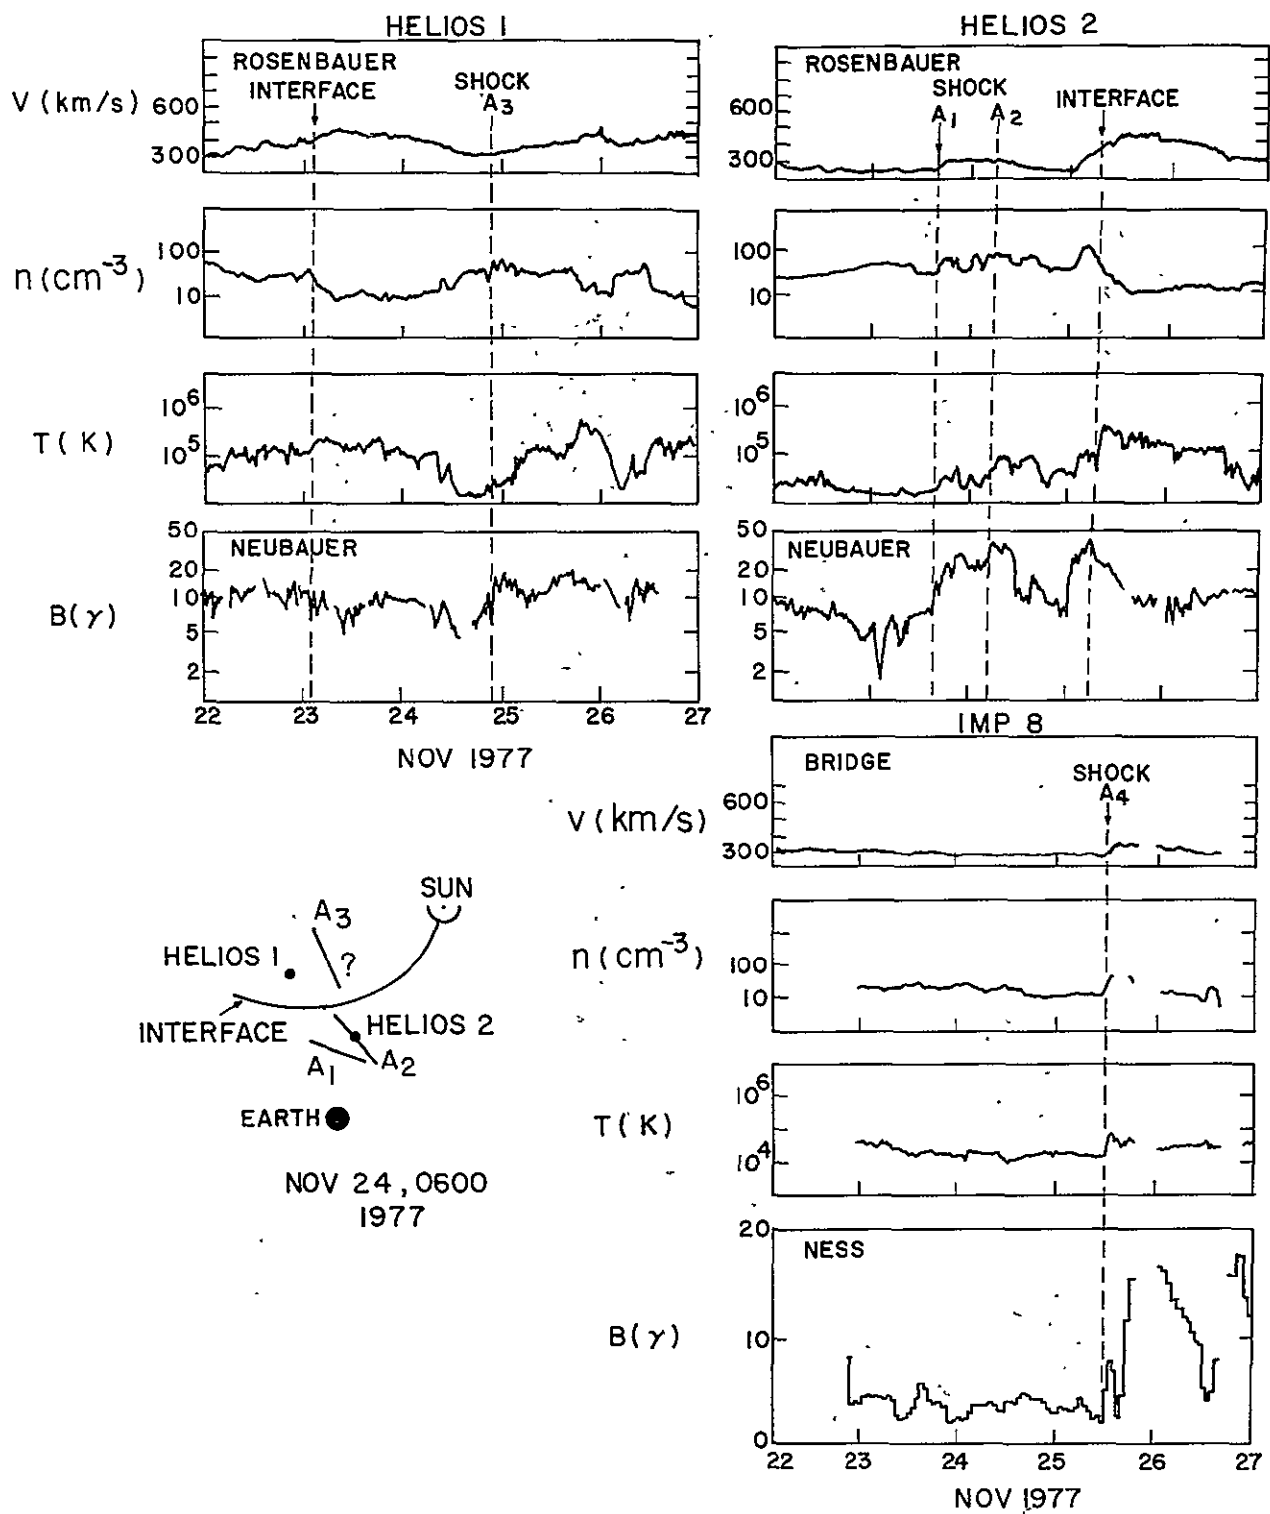 HELIOS 1
ROSENBAUER
INTERFACE
SHOCK
A3
V (km/s)
600
300
n(cm-3)
100
10
T( K)
10^6
10^5
NEUBAUER
B(γ)
50
20
10
5
2
22 23 24 25 26 27
NOV 1977
HELIOS 2
ROSENBAUER
SHOCK
A1 A2
INTERFACE
600
300
100
10
10^6
10^5
NEUBAUER
50
20
10
5
2
IMP 8
BRIDGE
SHOCK
A4
V (km/s)
600
300
n(cm-3)
100
10
T( K)
10^6
10^4
NESS
B(γ)
20
10
0
22 23 24 25 26 27
NOV 1977
SUN
A3
HELIOS 1
?
INTERFACE
HELIOS 2
A1
A2
EARTH
NOV 24, 0600
1977